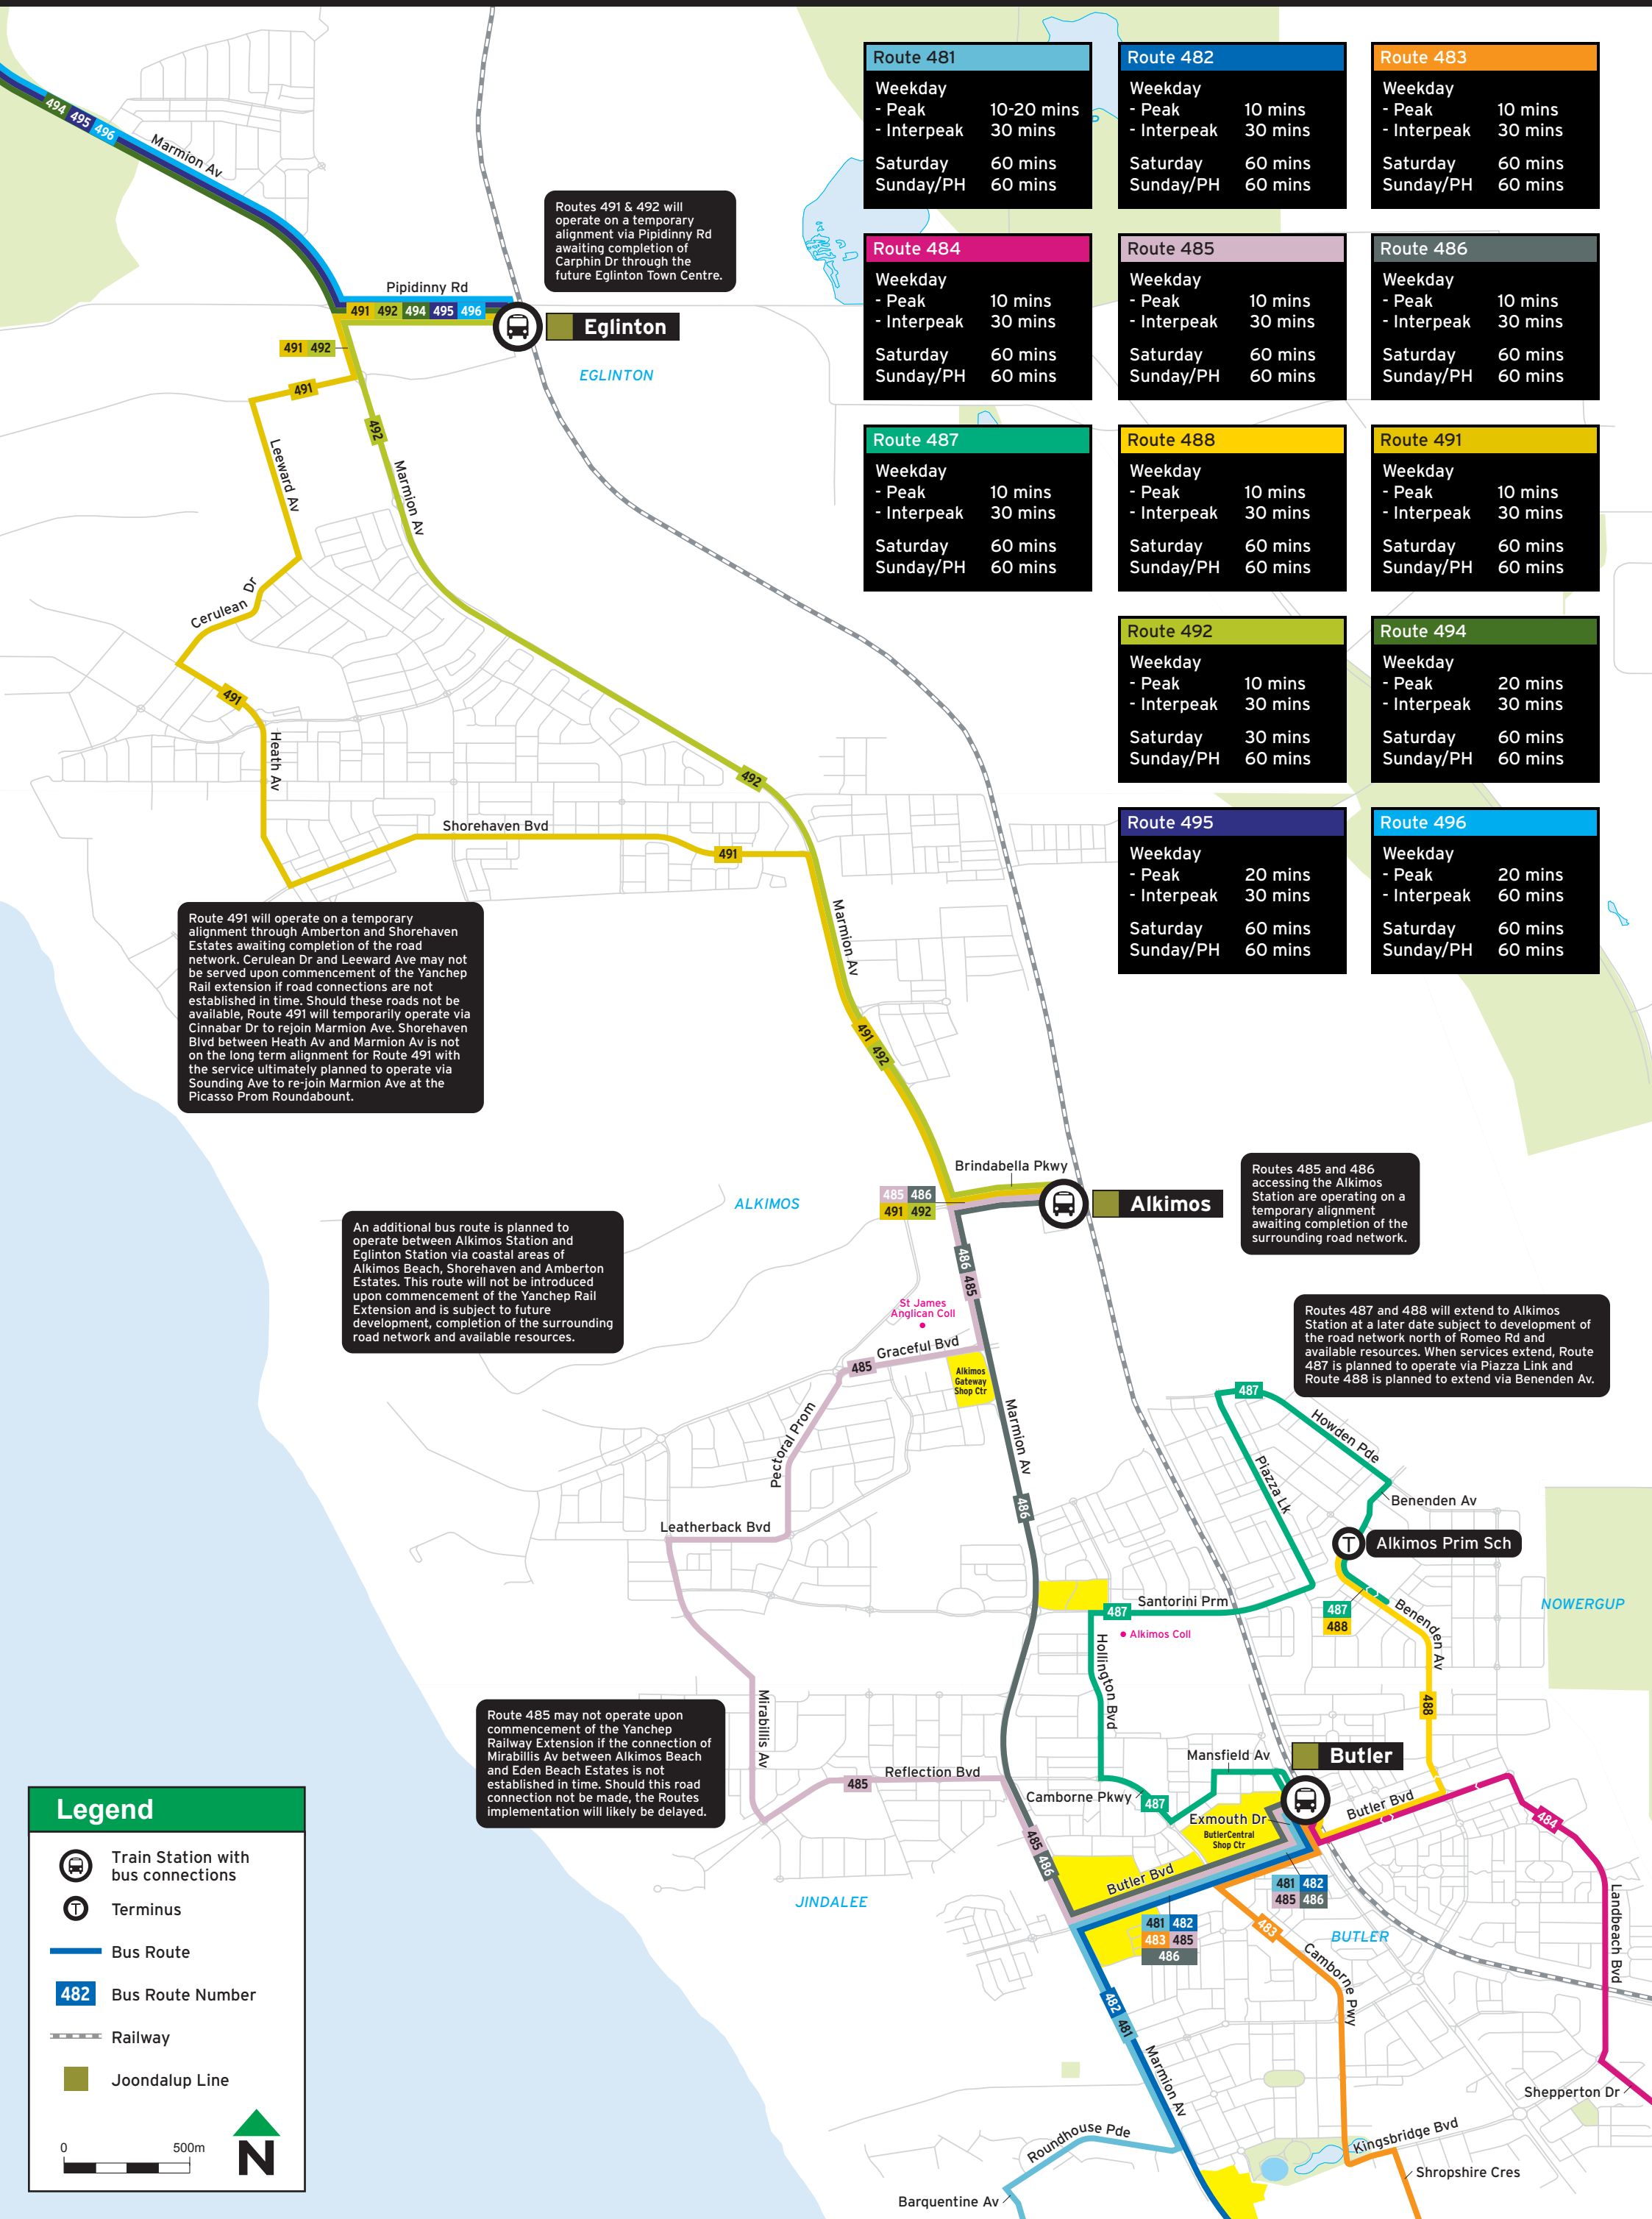 Route 481
Weekday
- Peak 10-20 mins
- Interpeak 30 mins
Saturday 60 mins
Sunday/PH 60 mins
Route 482
Weekday
- Peak 10 mins
- Interpeak 30 mins
Saturday 60 mins
Sunday/PH 60 mins
Route 483
Weekday
- Peak 10 mins
- Interpeak 30 mins
Saturday 60 mins
Sunday/PH 60 mins
Route 484
Weekday
- Peak 10 mins
- Interpeak 30 mins
Saturday 60 mins
Sunday/PH 60 mins
Route 485
Weekday
- Peak 10 mins
- Interpeak 30 mins
Saturday 60 mins
Sunday/PH 60 mins
Route 486
Weekday
- Peak 10 mins
- Interpeak 30 mins
Saturday 60 mins
Sunday/PH 60 mins
Route 487
Weekday
- Peak 10 mins
- Interpeak 30 mins
Saturday 60 mins
Sunday/PH 60 mins
Route 488
Weekday
- Peak 10 mins
- Interpeak 30 mins
Saturday 60 mins
Sunday/PH 60 mins
Route 491
Weekday
- Peak 10 mins
- Interpeak 30 mins
Saturday 60 mins
Sunday/PH 60 mins
Route 492
Weekday
- Peak 10 mins
- Interpeak 30 mins
Saturday 30 mins
Sunday/PH 60 mins
Route 494
Weekday
- Peak 20 mins
- Interpeak 30 mins
Saturday 60 mins
Sunday/PH 60 mins
Route 495
Weekday
- Peak 20 mins
- Interpeak 30 mins
Saturday 60 mins
Sunday/PH 60 mins
Route 496
Weekday
- Peak 20 mins
- Interpeak 60 mins
Saturday 60 mins
Sunday/PH 60 mins
494 495 496
Marmion Av
Routes 491 & 492 will
operate on a temporary
alignment via Pipidinny Rd
awaiting completion of
Carphin Dr through the
future Eglinton Town Centre.
Pipidinny Rd
491 492 494 495 496
Eglinton
491 492
EGLINTON
491
492
Leeward Av
Marmion Av
Cerulean Dr
491
Heath Av
492
Shorehaven Bvd
491
Marmion Av
Route 491 will operate on a temporary
alignment through Amberton and Shorehaven
Estates awaiting completion of the road
network. Cerulean Dr and Leeward Ave may not
be served upon commencement of the Yanchep
Rail extension if road connections are not
established in time. Should these roads not be
available, Route 491 will temporarily operate via
Cinnabar Dr to rejoin Marmion Ave. Shorehaven
Blvd between Heath Av and Marmion Av is not
on the long term alignment for Route 491 with
the service ultimately planned to operate via
Sounding Ave to re-join Marmion Ave at the
Picasso Prom Roundabount.
491 492
Brindabella Pkwy
485 486
491 492
Alkimos
ALKIMOS
Routes 485 and 486
accessing the Alkimos
Station are operating on a
temporary alignment
awaiting completion of the
surrounding road network.
An additional bus route is planned to
operate between Alkimos Station and
Eglinton Station via coastal areas of
Alkimos Beach, Shorehaven and Amberton
Estates. This route will not be introduced
upon commencement of the Yanchep Rail
Extension and is subject to future
development, completion of the surrounding
road network and available resources.
486
485
St James
Anglican Coll
Graceful Bvd
485
Alkimos
Gateway
Shop Ctr
Routes 487 and 488 will extend to Alkimos
Station at a later date subject to development of
the road network north of Romeo Rd and
available resources. When services extend, Route
487 is planned to operate via Piazza Link and
Route 488 is planned to extend via Benenden Av.
487
Howden Pde
Pectoral Prom
Marmion Av
Piazza Lk
Benenden Av
486
Leatherback Bvd
T
Alkimos Prim Sch
487
Santorini Prm
487
488
Benenden Av
NOWERGUP
Alkimos Coll
Hollington Bvd
Mirabillis Av
488
Route 485 may not operate upon
commencement of the Yanchep
Railway Extension if the connection of
Mirabillis Av between Alkimos Beach
and Eden Beach Estates is not
established in time. Should this road
connection not be made, the Routes
implementation will likely be delayed.
Mansfield Av
Butler
Reflection Bvd
485
Camborne Pkwy
487
Exmouth Dr
ButlerCentral
Shop Ctr
Butler Bvd
484
485
486
Butler Bvd
481 482
485 486
JINDALEE
481 482
483 485
486
483
BUTLER
Camborne Pwy
Landbeach Bvd
482
481
Marmion Av
Shepperton Dr
Roundhouse Pde
Kingsbridge Bvd
Shropshire Cres
Barquentine Av
Legend
Train Station with
bus connections
T Terminus
Bus Route
482 Bus Route Number
Railway
Joondalup Line
0 500m
N